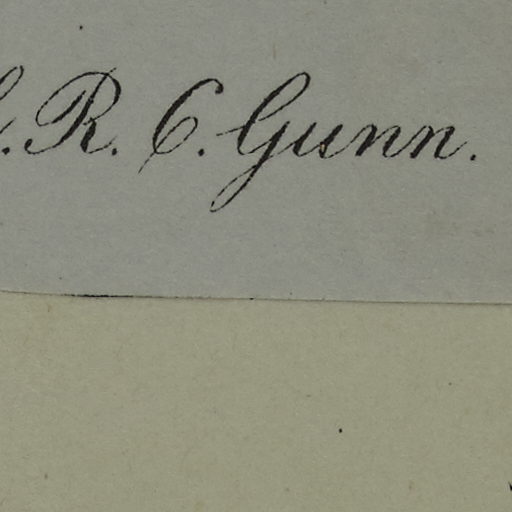 . R. C. Gunn.